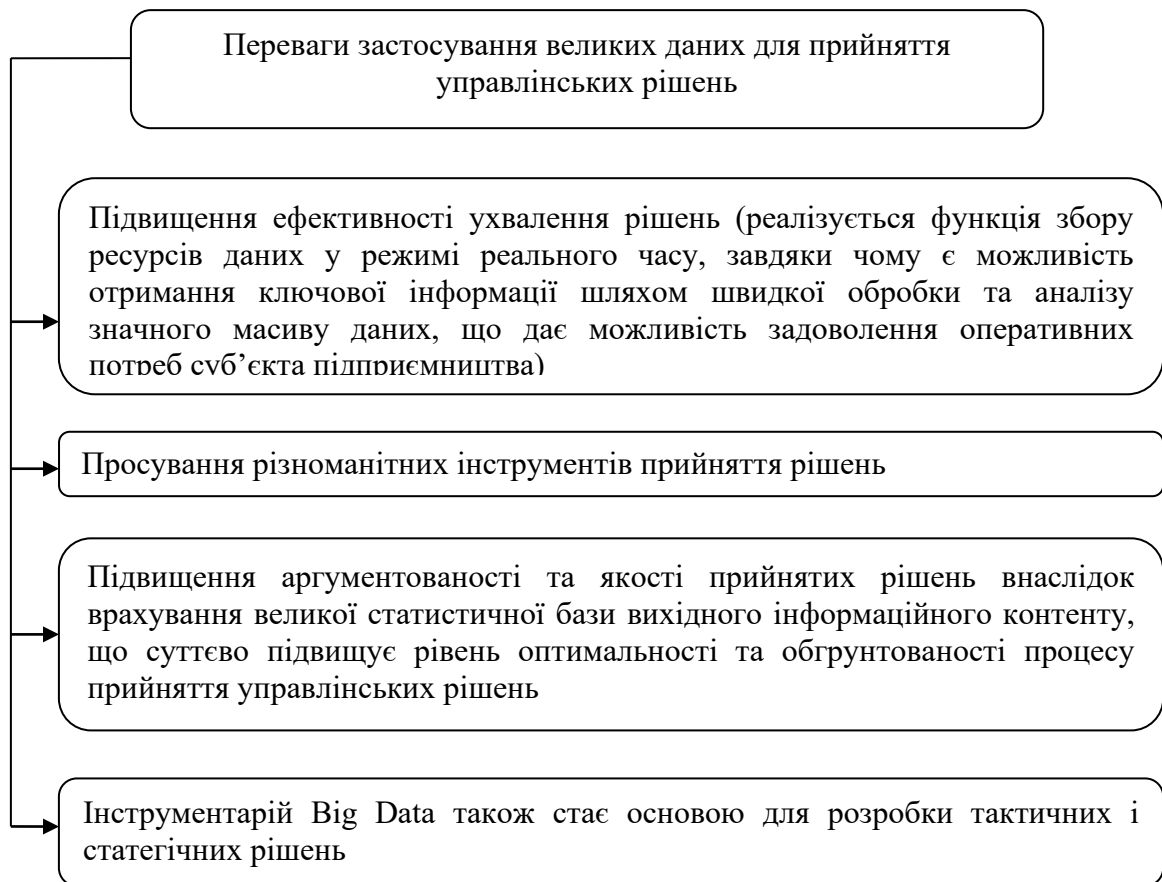 Переваги застосування великих даних для прийняття
управлінських рішень
Підвищення ефективності ухвалення рішень (реалізується функція збору
ресурсів даних у режимі реального часу, завдяки чому є можливість
отримання ключової інформації шляхом швидкої обробки та аналізу
значного масиву даних, що дає можливість задоволення оперативних
потреб суб’єкта підприємництва)
Просування різноманітних інструментів прийняття рішень
Підвищення аргументованості та якості прийнятих рішень внаслідок
врахування великої статистичної бази вихідного інформаційного контенту,
що суттєво підвищує рівень оптимальності та обгрунтованості процесу
прийняття управлінських рішень
Інструментарій Big Data також стає основою для розробки тактичних і
статегічних рішень